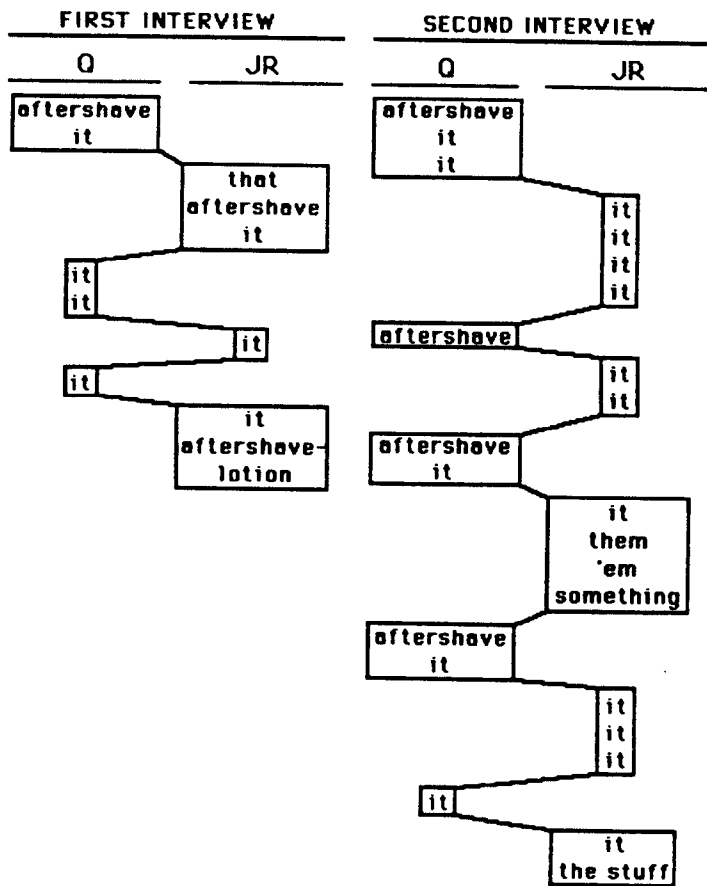 FIRST INTERVIEW
Q JR
aftershave
it
that
aftershave
it
it
it
it
it
it
aftershave-
lotion
SECOND INTERVIEW
Q JR
aftershave
it
it
it
it
it
it
aftershave
it
it
aftershave
it
it
them
'em
something
aftershave
it
it
it
it
it
it
the stuff